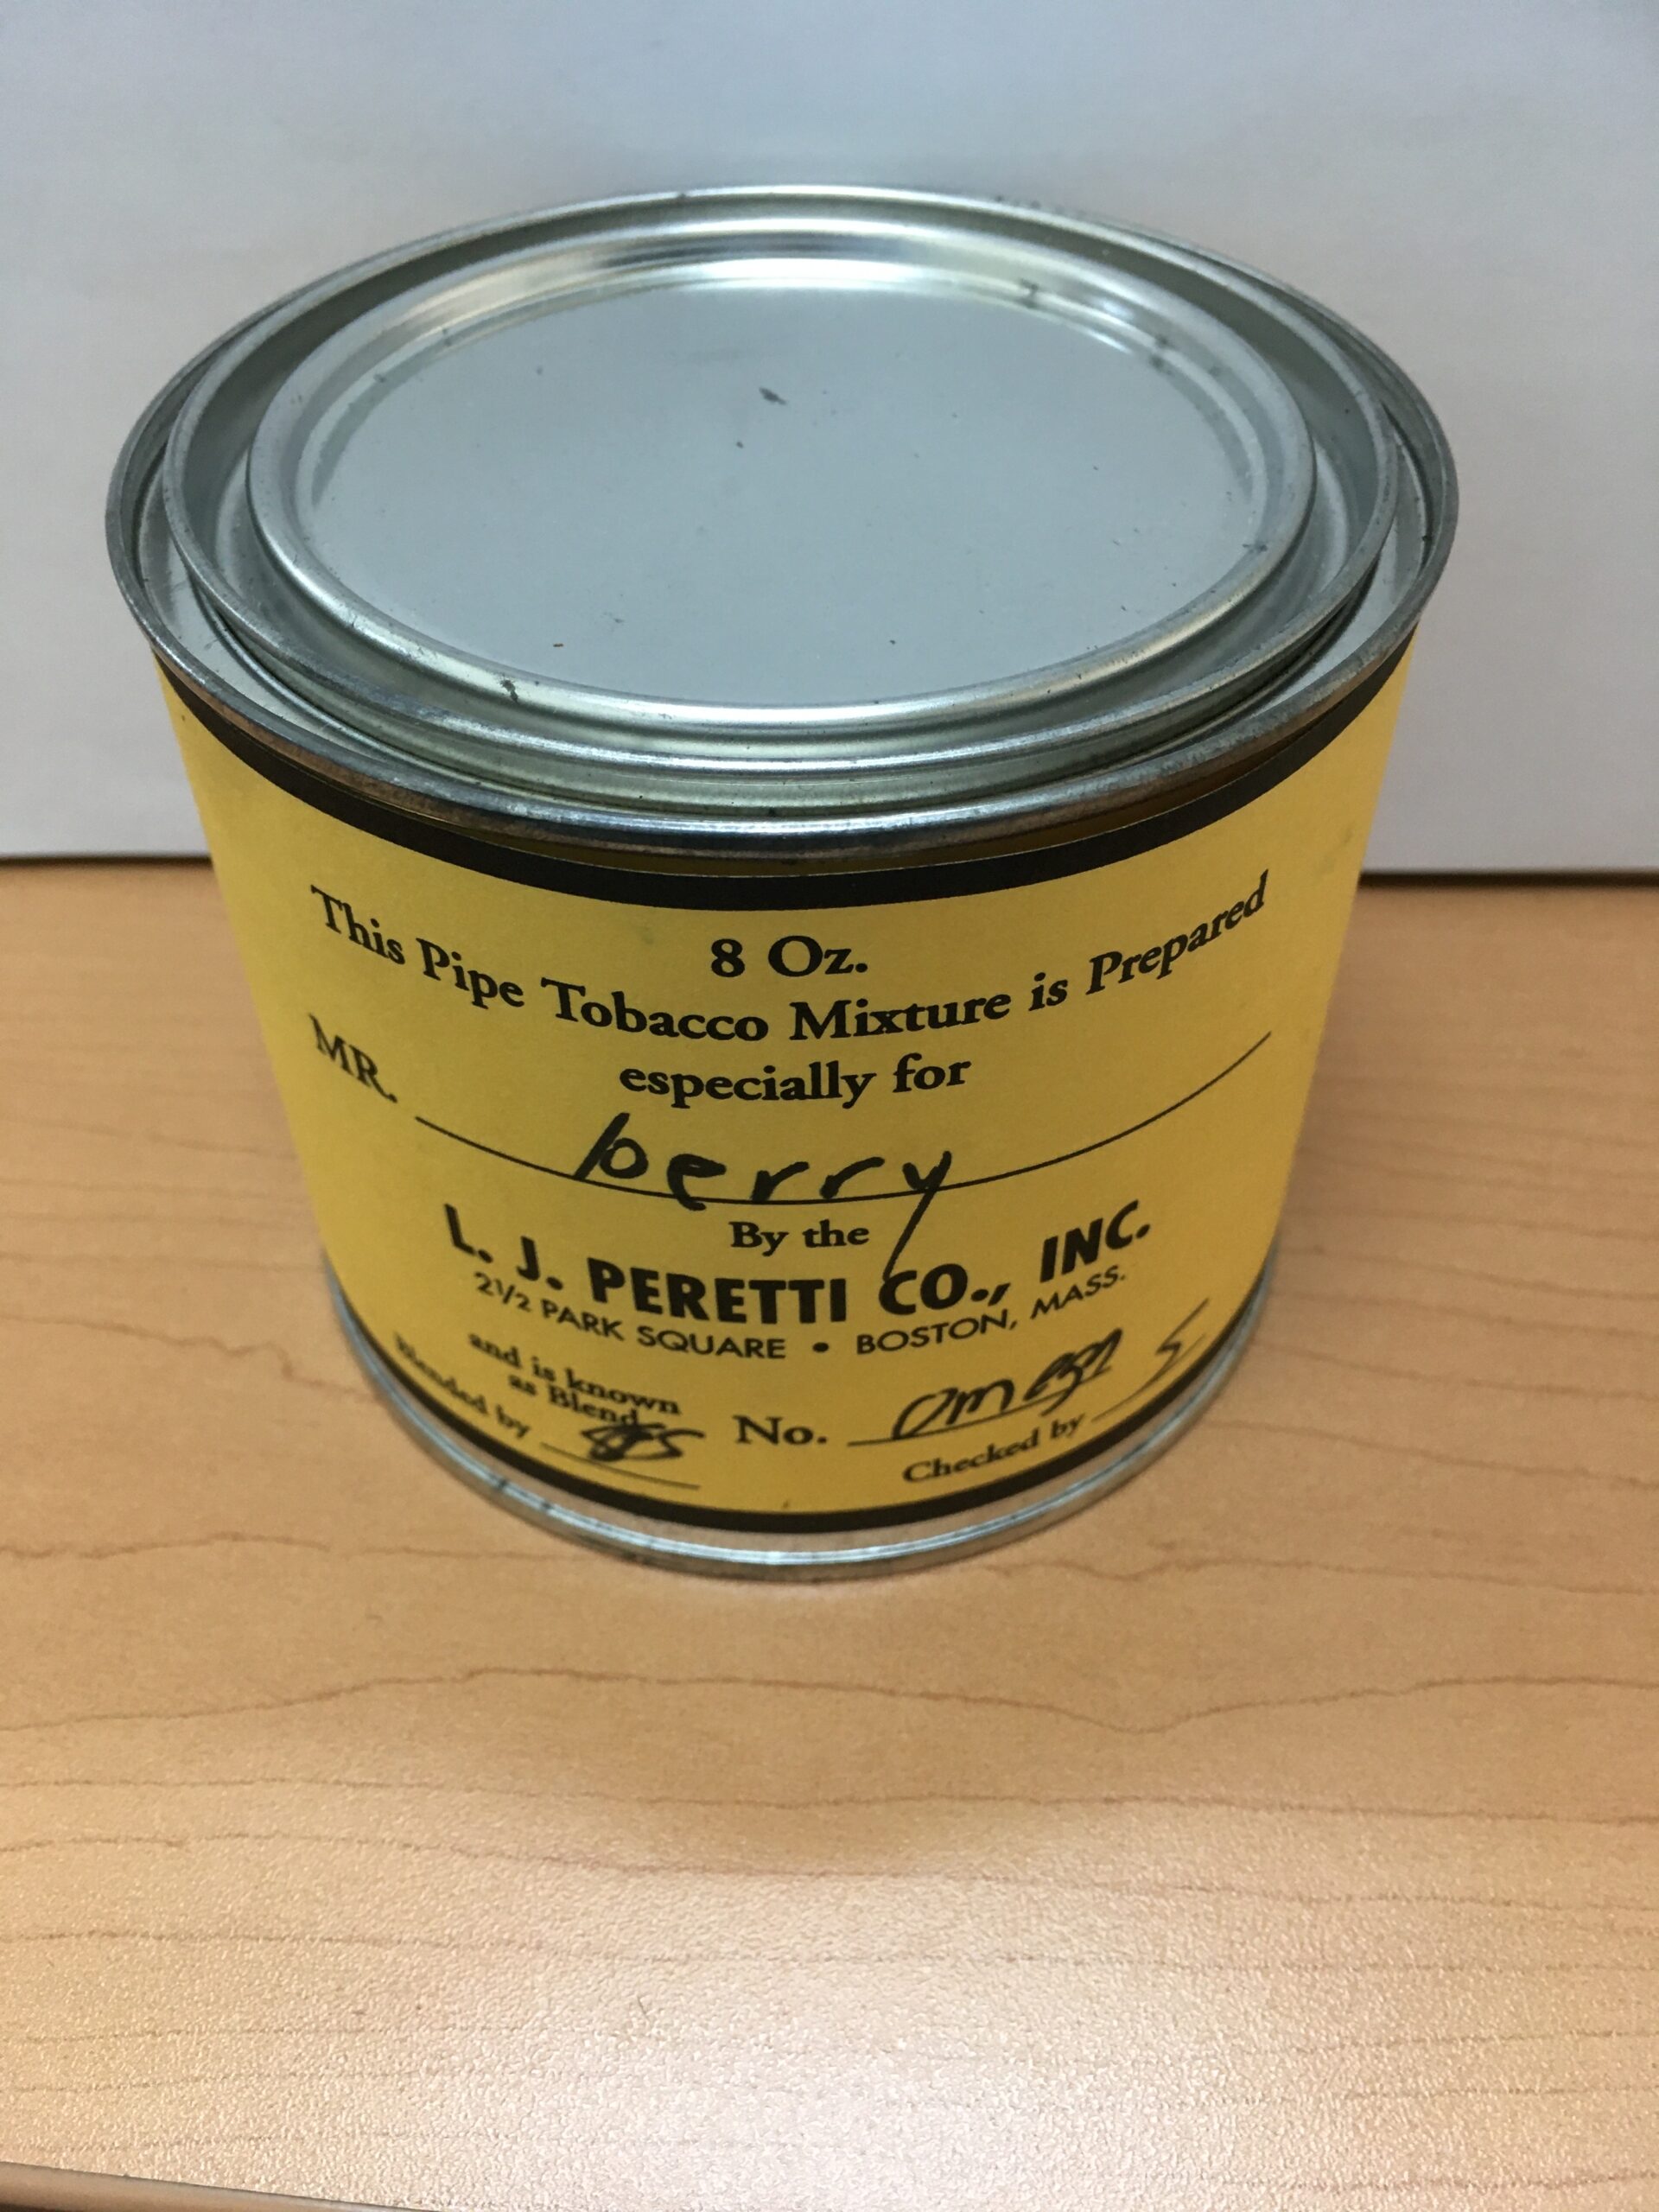 8 Oz.
This Pipe Tobacco Mixture is Prepared
especially for
MR. berry
By the
L. J. PERETTI CO., INC.
2½ PARK SQUARE • BOSTON, MASS.
and is known
as Blend No. Omega
Blended by
Checked by